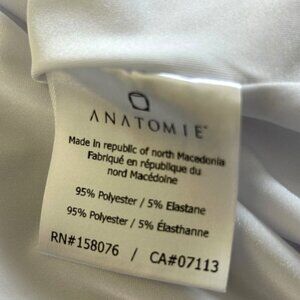 ANATOMIE
Made in republic of north Macedonia
Fabriqué en république du
nord Macédoine
95% Polyester / 5% Elastane
95% Polyester / 5% Élasthanne
RN#158076 / CA#07113